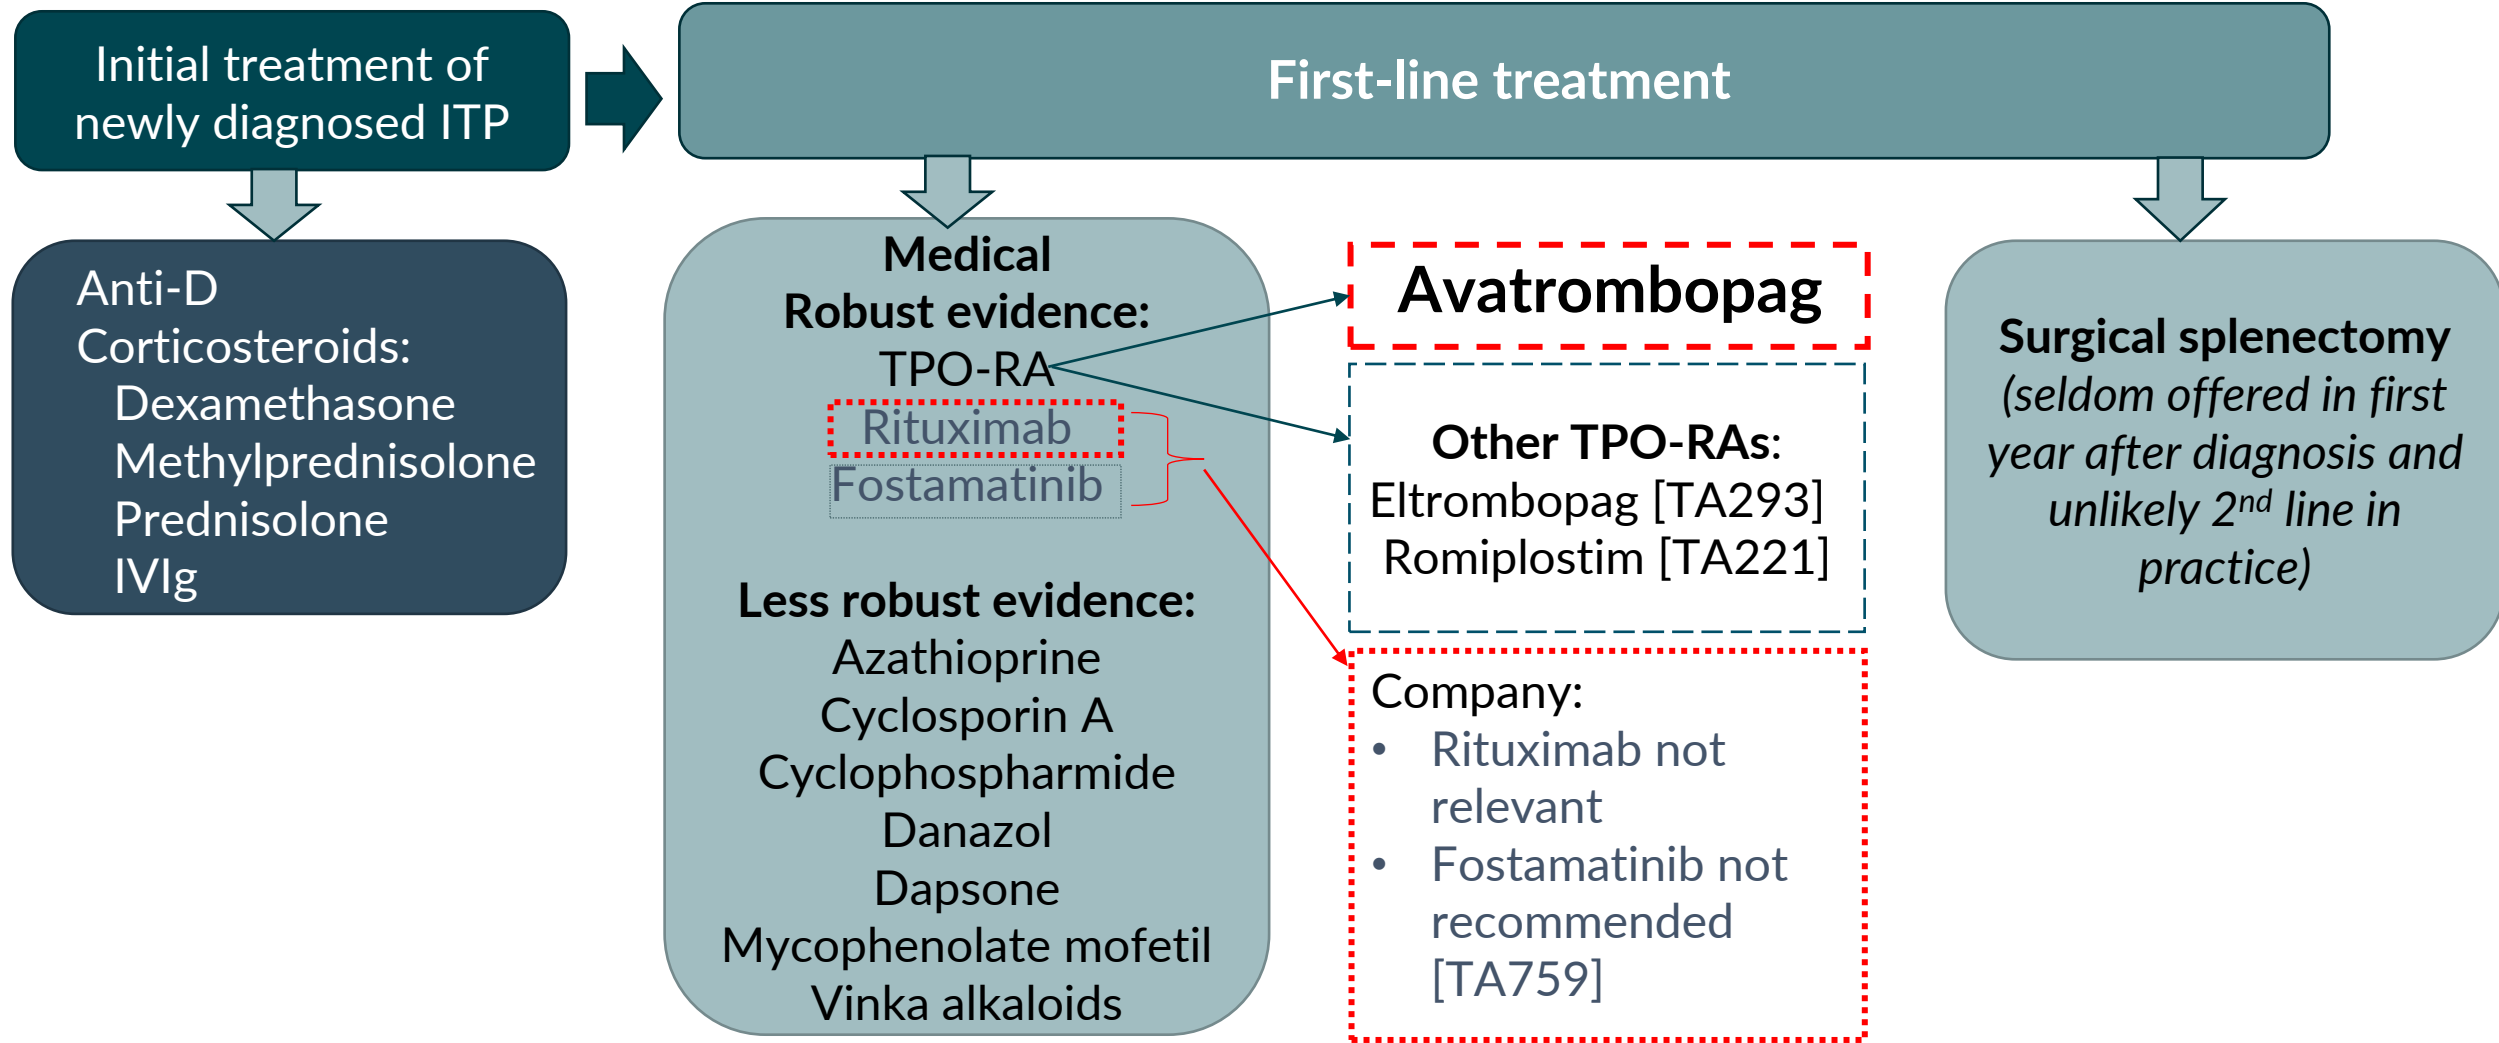 Initial treatment of
newly diagnosed ITP
First-line treatment
Anti-D
Corticosteroids:
Dexamethasone
Methylprednisolone
Prednisolone
IVIg
Medical
Robust evidence:
TPO-RA
Rituximab
Fostamatinib
Less robust evidence:
Azathioprine
Cyclosporin A
Cyclophospharmide
Danazol
Dapsone
Mycophenolate mofetil
Vinka alkaloids
Avatrombopag
Other TPO-RAs:
Eltrombopag [TA293]
Romiplostim [TA221]
Company:
• Rituximab not
relevant
• Fostamatinib not
recommended
[TA759]
Surgical splenectomy
(seldom offered in first
year after diagnosis and
unlikely 2nd line in
practice)